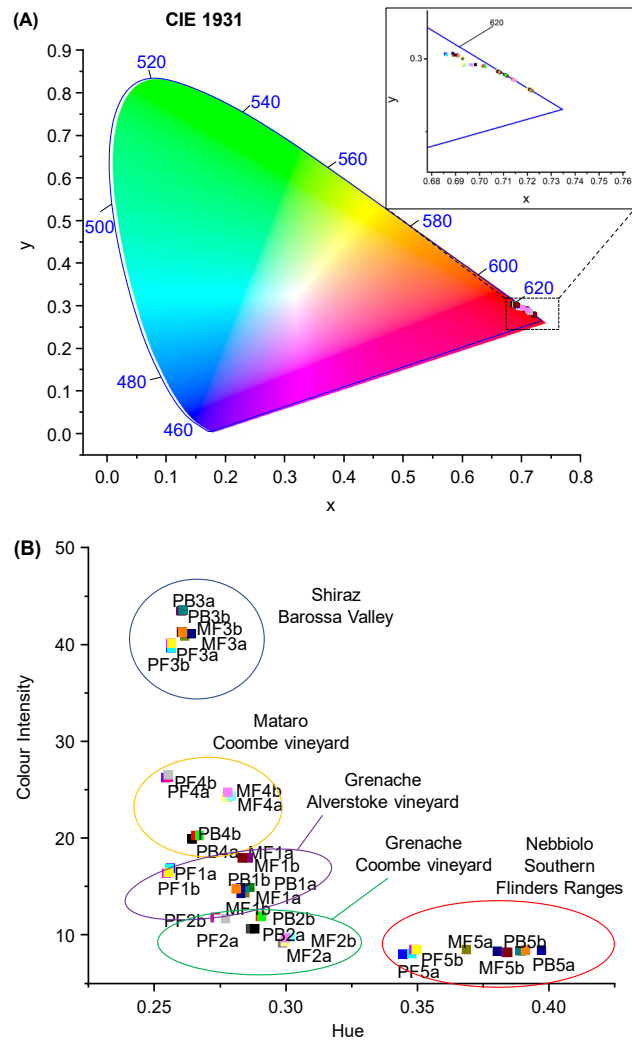 (A)
CIE 1931
620
0.3
y
0.68 0.69 0.70 0.71 0.72 0.73 0.74 0.75 0.76
x
0.9
0.8
0.7
0.6
0.5
0.4
0.3
0.2
0.1
0.0
y
520
540
560
580
600
620
500
480
460
0.0 0.1 0.2 0.3 0.4 0.5 0.6 0.7 0.8
x
(B)
50
40
30
20
10
Colour Intensity
PB3a
PB3b
MF3b
MF3a
PF3a
PF3b
Shiraz
Barossa Valley
Mataro
Coombe vineyard
PF4b
PF4a
MF4b
MF4a
Grenache
Alverstoke vineyard
PB4b
PB4a
MF1a
MF1b
PF1a
PF1b
PB1b
PB1a
MF1a
MF1b
Grenache
Coombe vineyard
Nebbiolo
Southern
Flinders Ranges
PF2b
PB2b
PF2a
PB2a
MF2b
MF2a
MF5a
PB5b
PF5b
PF5a
MF5b
PB5a
0.25 0.30 0.35 0.40
Hue